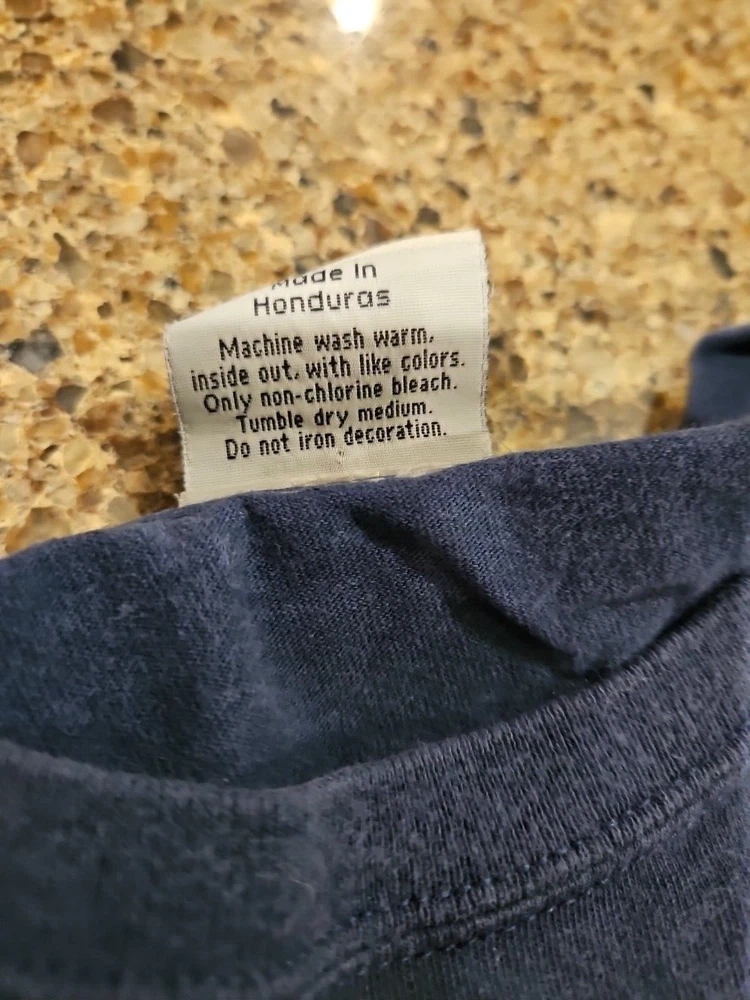 Made In
Honduras
Machine wash warm,
inside out, with like colors.
Only non-chlorine bleach.
Tumble dry medium.
Do not iron decoration.